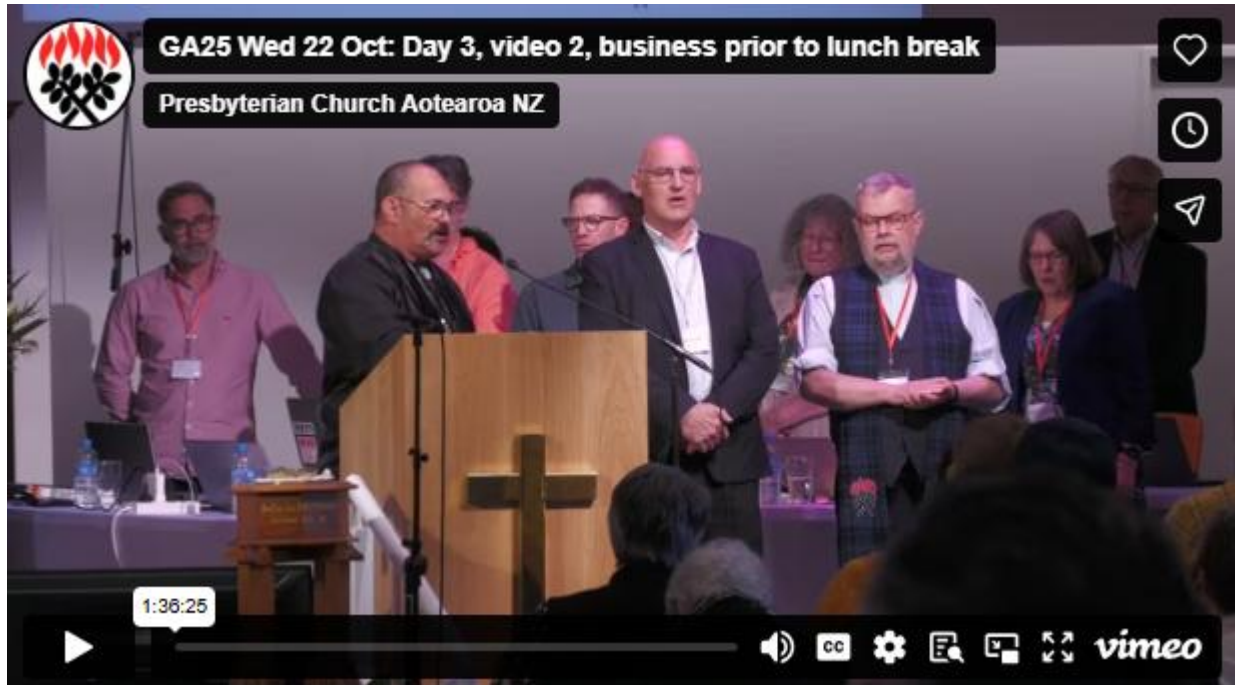 GA25 Wed 22 Oct: Day 3, video 2, business prior to lunch break
Presbyterian Church Aotearoa NZ
1:36:25
CC
vimeo